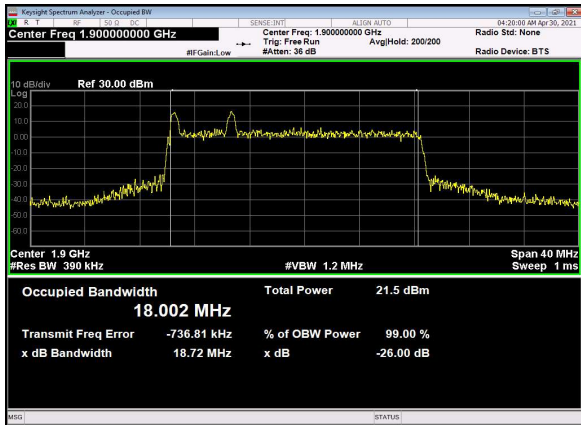 Keysight Spectrum Analyzer - Occupied BW
R T RF 50 Ω DC SENSE:INT ALIGN AUTO 04:20:00 AM Apr 30, 2021
Center Freq 1.900000000 GHz Center Freq: 1.900000000 GHz Radio Std: None
Trig: Free Run Avg|Hold: 200/200
#IFGain:Low #Atten: 36 dB Radio Device: BTS
10 dB/div Ref 30.00 dBm
Log
20.0
10.0
0.00
-10.0
-20.0
-30.0
-40.0
-50.0
-60.0
Center 1.9 GHz Span 40 MHz
#Res BW 390 kHz #VBW 1.2 MHz Sweep 1 ms
Occupied Bandwidth Total Power 21.5 dBm
18.002 MHz
Transmit Freq Error -736.81 kHz % of OBW Power 99.00 %
x dB Bandwidth 18.72 MHz x dB -26.00 dB
MSG STATUS